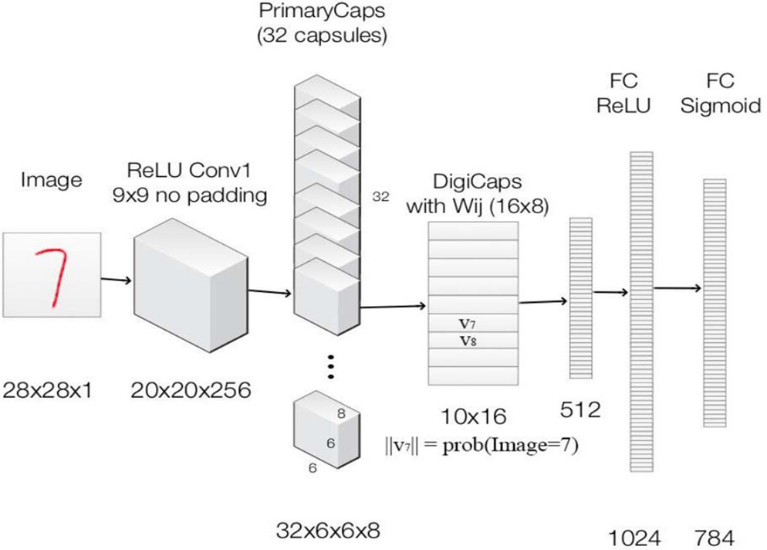 PrimaryCaps
(32 capsules)
FC
ReLU
FC
Sigmoid
Image
ReLU Conv1
9x9 no padding
32
DigiCaps
with Wij (16x8)
7
v₇
v₈
28x28x1
20x20x256
8
6
6
10x16
512
||v₇|| = prob(Image=7)
32x6x6x8
1024
784